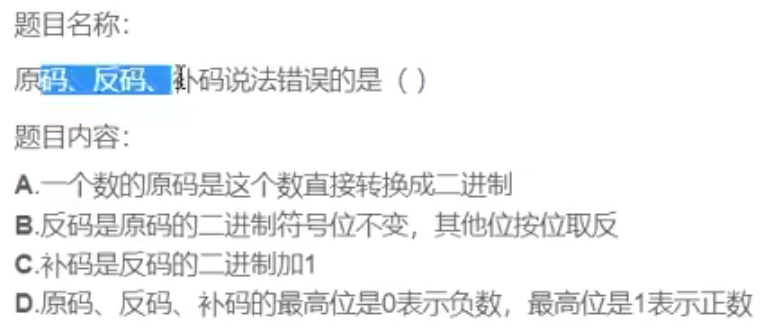 题目名称：
原码、反码、补码说法错误的是（ ）
题目内容：
A.一个数的原码是这个数直接转换成二进制
B.反码是原码的二进制符号位不变，其他位按位取反
C.补码是反码的二进制加1
D.原码、反码、补码的最高位是0表示负数，最高位是1表示正数